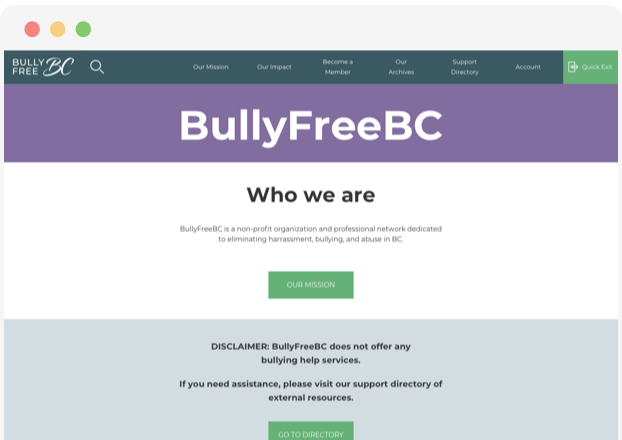 BULLY
FREE BC
Our Mission
Our Impact
Become a
Member
Our
Archives
Support
Directory
Account
Quick Exit
BullyFreeBC
Who we are
BullyFreeBC is a non-profit organization and professional network dedicated
to eliminating harrassment, bullying, and abuse in BC.
OUR MISSION
DISCLAIMER: BullyFreeBC does not offer any
bullying help services.
If you need assistance, please visit our support directory of
external resources.
GO TO DIRECTORY